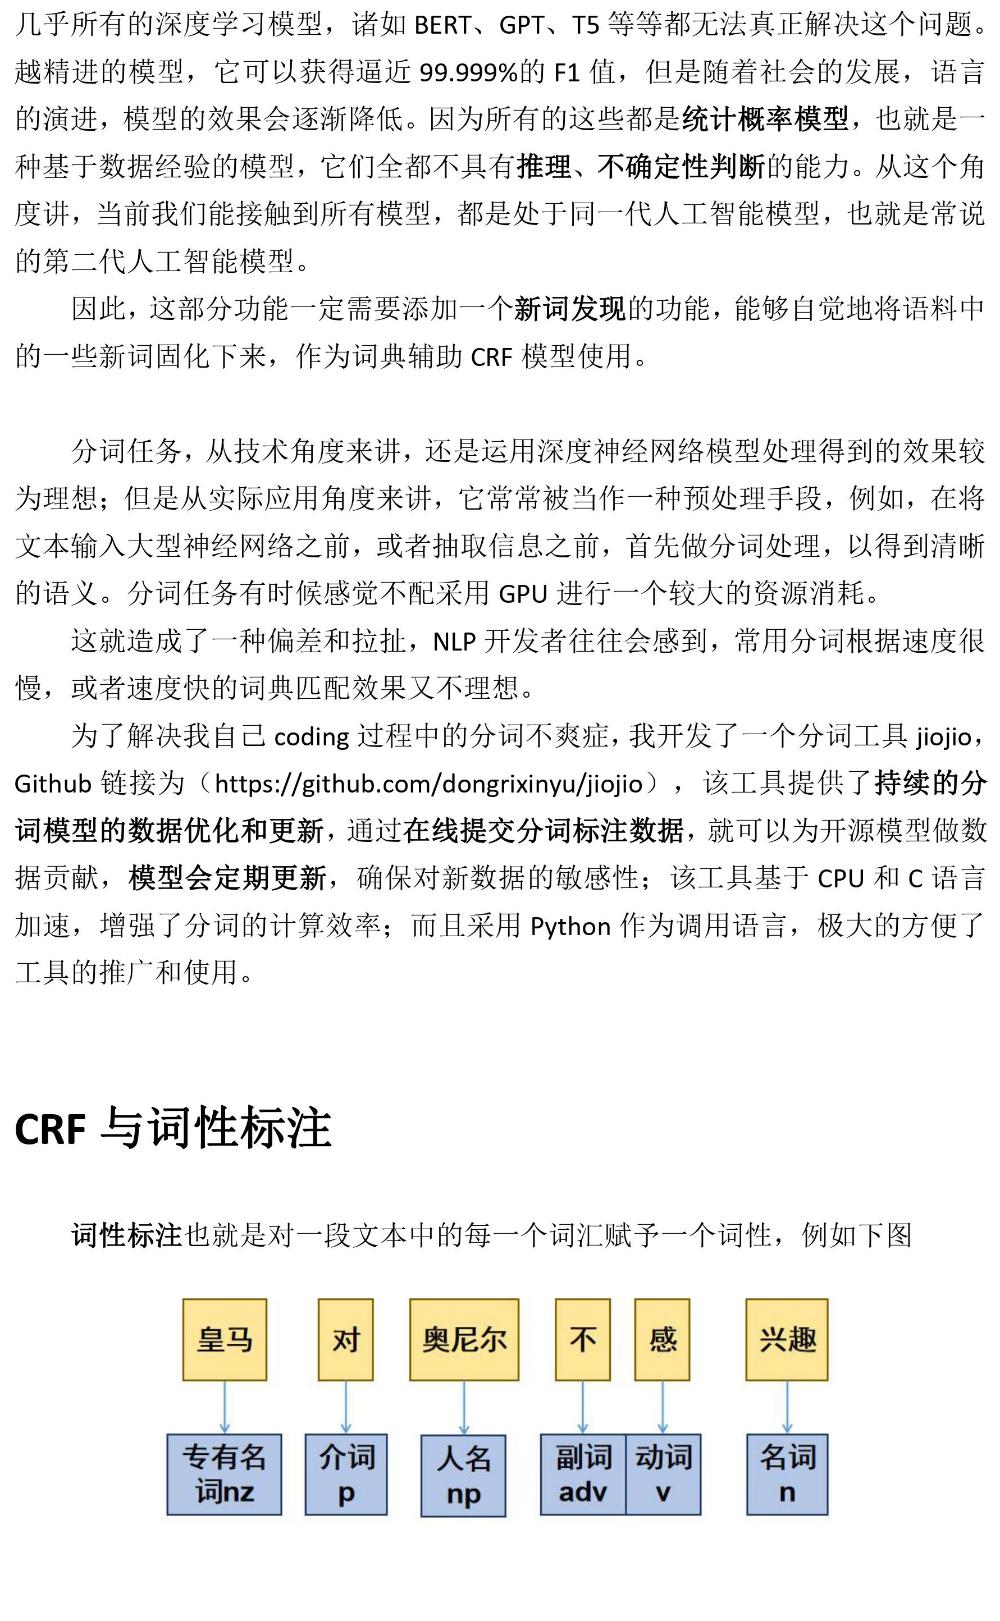 几乎所有的深度学习模型，诸如 BERT、GPT、T5 等等都无法真正解决这个问题。
越精进的模型，它可以获得逼近 99.999%的 F1 值，但是随着社会的发展，语言
的演进，模型的效果会逐渐降低。因为所有的这些都是统计概率模型，也就是一
种基于数据经验的模型，它们全都不具有推理、不确定性判断的能力。从这个角
度讲，当前我们能接触到所有模型，都是处于同一代人工智能模型，也就是常说
的第二代人工智能模型。
因此，这部分功能一定需要添加一个新词发现的功能，能够自觉地将语料中
的一些新词固化下来，作为词典辅助 CRF 模型使用。
分词任务，从技术角度来讲，还是运用深度神经网络模型处理得到的效果较
为理想；但是从实际应用角度来讲，它常常被当作一种预处理手段，例如，在将
文本输入大型神经网络之前，或者抽取信息之前，首先做分词处理，以得到清晰
的语义。分词任务有时候感觉不配采用 GPU 进行一个较大的资源消耗。
这就造成了一种偏差和拉扯，NLP 开发者往往会感到，常用分词根据速度很
慢，或者速度快的词典匹配效果又不理想。
为了解决我自己 coding 过程中的分词不爽症，我开发了一个分词工具 jiojio，
Github 链接为（https://github.com/dongrixinyu/jiojio），该工具提供了持续的分
词模型的数据优化和更新，通过在线提交分词标注数据，就可以为开源模型做数
据贡献，模型会定期更新，确保对新数据的敏感性；该工具基于 CPU 和 C 语言
加速，增强了分词的计算效率；而且采用 Python 作为调用语言，极大的方便了
工具的推广和使用。
CRF 与词性标注
词性标注也就是对一段文本中的每一个词汇赋予一个词性，例如下图
皇马 对 奥尼尔 不 感 兴趣
专有名 介词 人名 副词 动词 名词
词nz p np adv v n